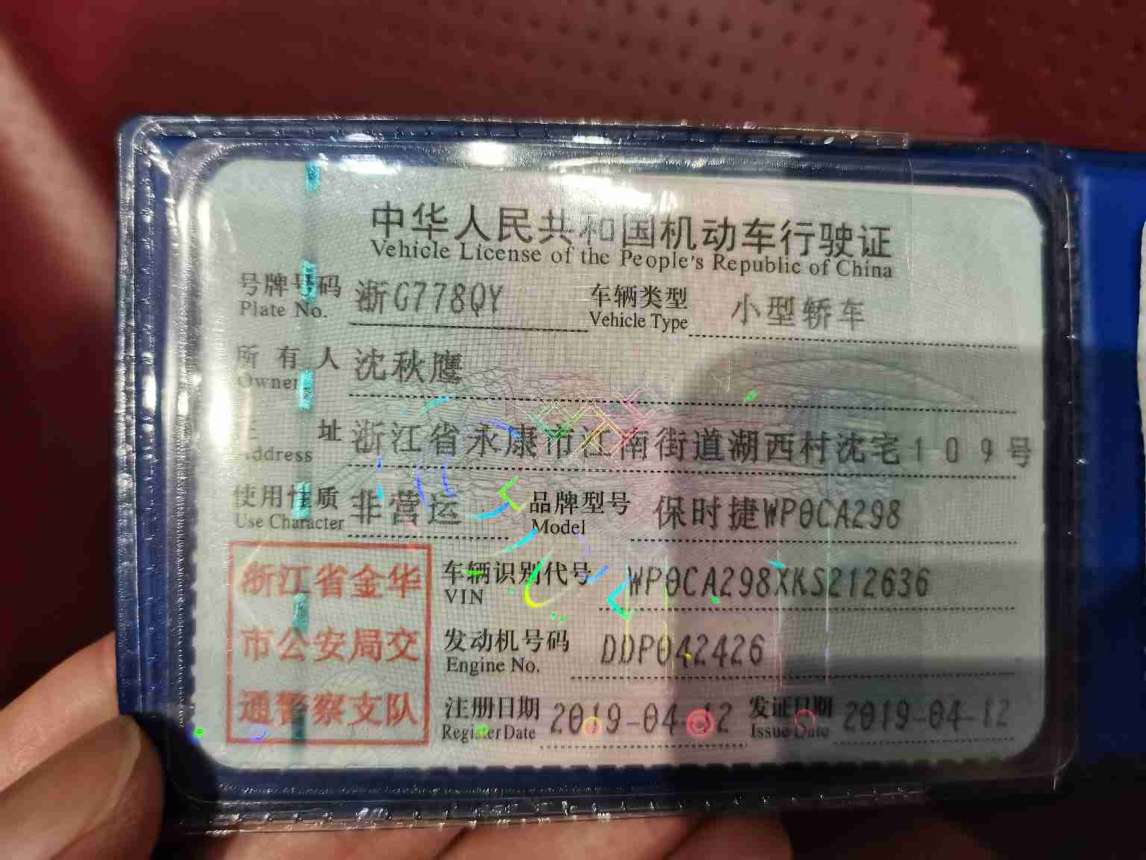 中华人民共和国机动车行驶证
Vehicle License of the People's Republic of China
号牌号码 浙G778QY 车辆类型 小型轿车
Plate No. Vehicle Type
所有人 沈秋鹰
Owner
住址 浙江省永康市江南街道湖西村沈宅109号
Address
使用性质 非营运 品牌型号 保时捷WP0CA298
Use Character Model
浙江省金华
市公安局交
通警察支队
车辆识别代号 WP0CA298XKS212636
VIN
发动机号码 DDP042426
Engine No.
注册日期 2019-04-12 发证日期 2019-04-12
Register Date Issue Date